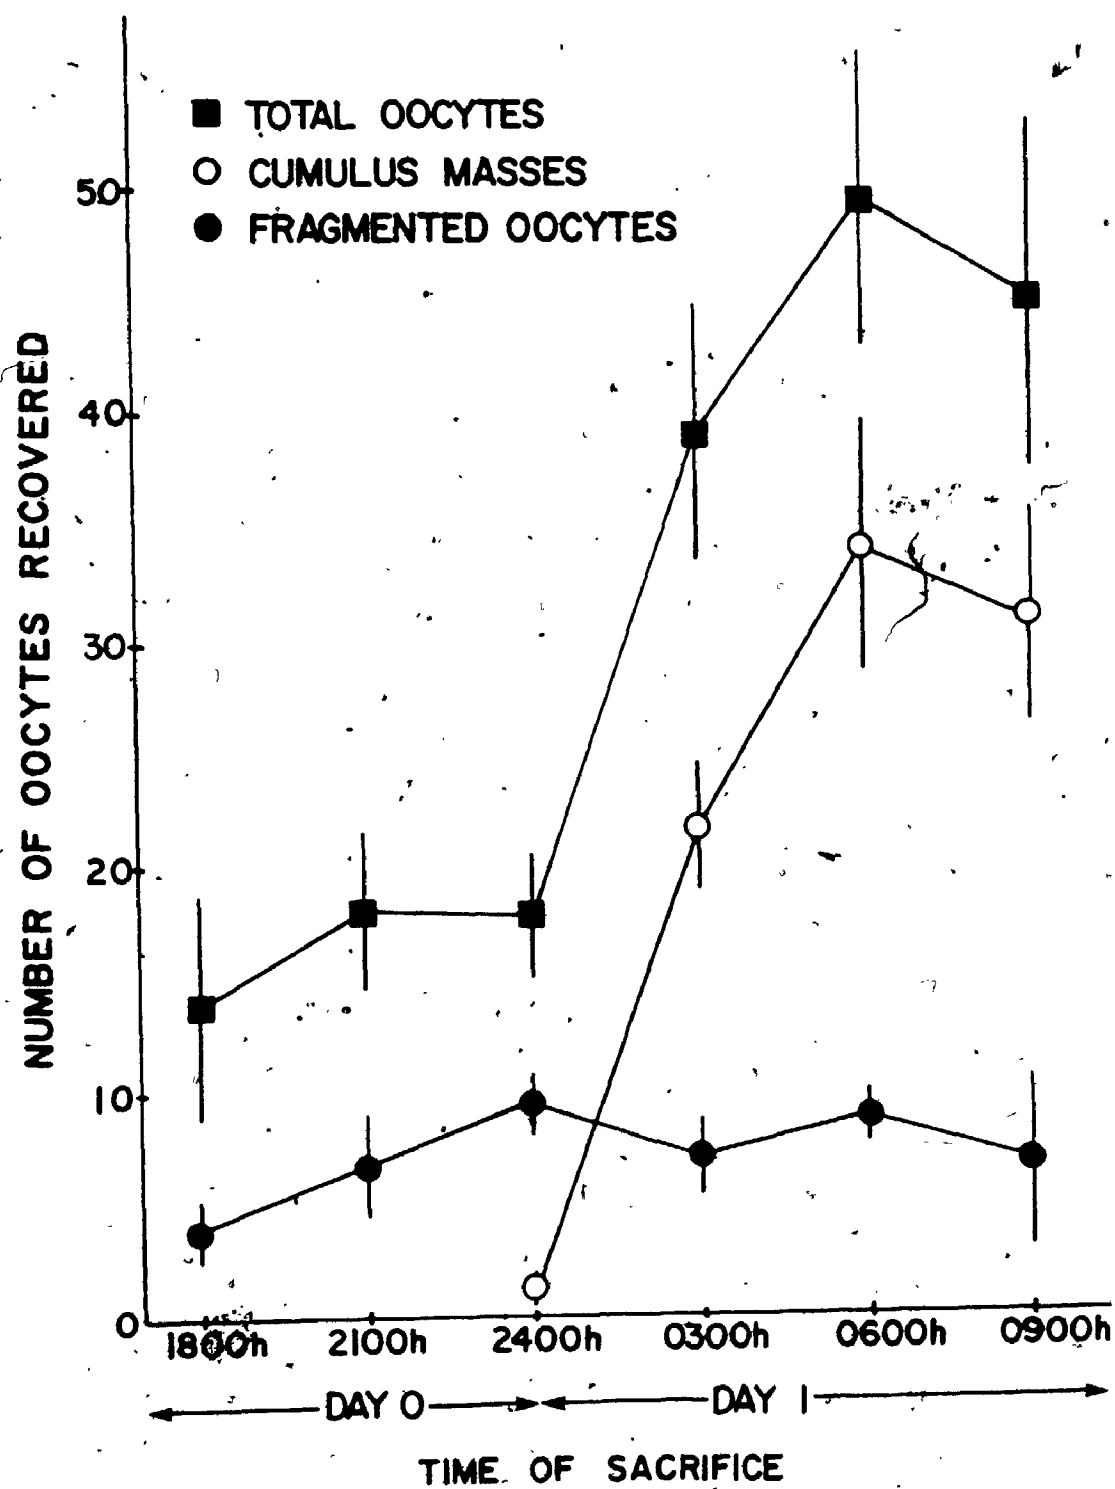 TOTAL OOCYTES
CUMULUS MASSES
FRAGMENTED OOCYTES
NUMBER OF OOCYTES RECOVERED
50
40
30
20
10
0
1800h 2100h 2400h 0300h 0600h 0900h
DAY 0 DAY 1
TIME OF SACRIFICE